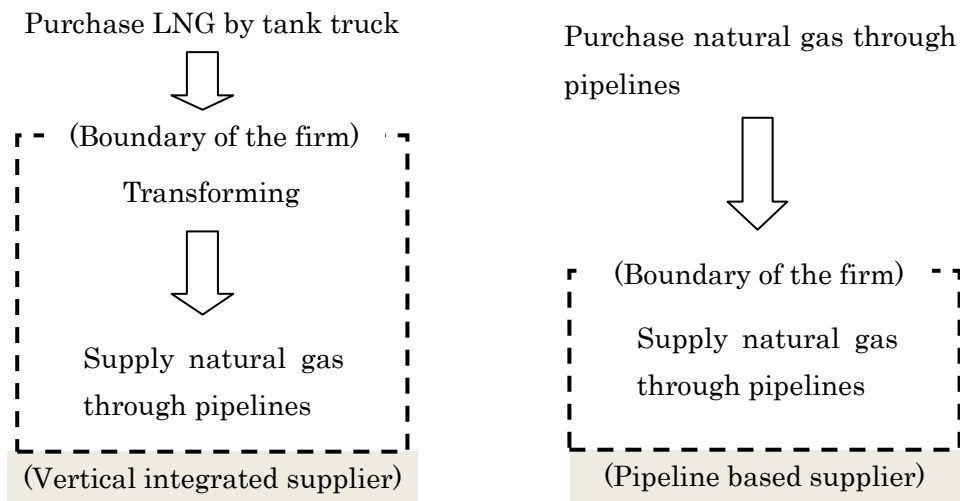 Purchase LNG by tank truck
(Boundary of the firm)
Transforming
Supply natural gas
through pipelines
(Vertical integrated supplier)
Purchase natural gas through
pipelines
(Boundary of the firm)
Supply natural gas
through pipelines
(Pipeline based supplier)